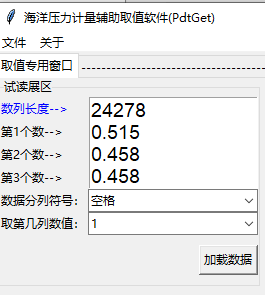 海洋压力计量辅助取值软件(PdtGet)
文件 关于
取值专用窗口
试读展区
数列长度--> 24278
第1个数--> 0.515
第2个数--> 0.458
第3个数--> 0.458
数据分列符号: 空格
取第几列数值: 1
加载数据